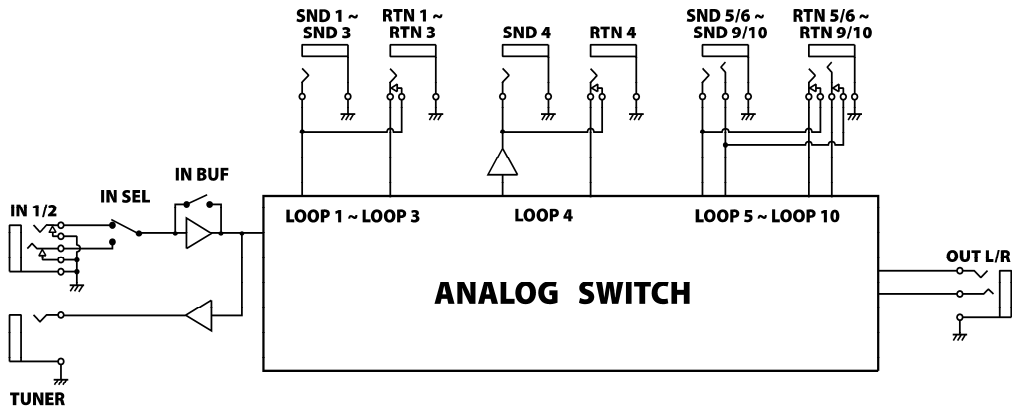 SND 1 ~
SND 3
RTN 1 ~
RTN 3
SND 4
RTN 4
SND 5/6 ~
SND 9/10
RTN 5/6 ~
RTN 9/10
IN BUF
IN SEL
IN 1/2
LOOP 1 ~ LOOP 3
LOOP 4
LOOP 5 ~ LOOP 10
OUT L/R
ANALOG SWITCH
TUNER